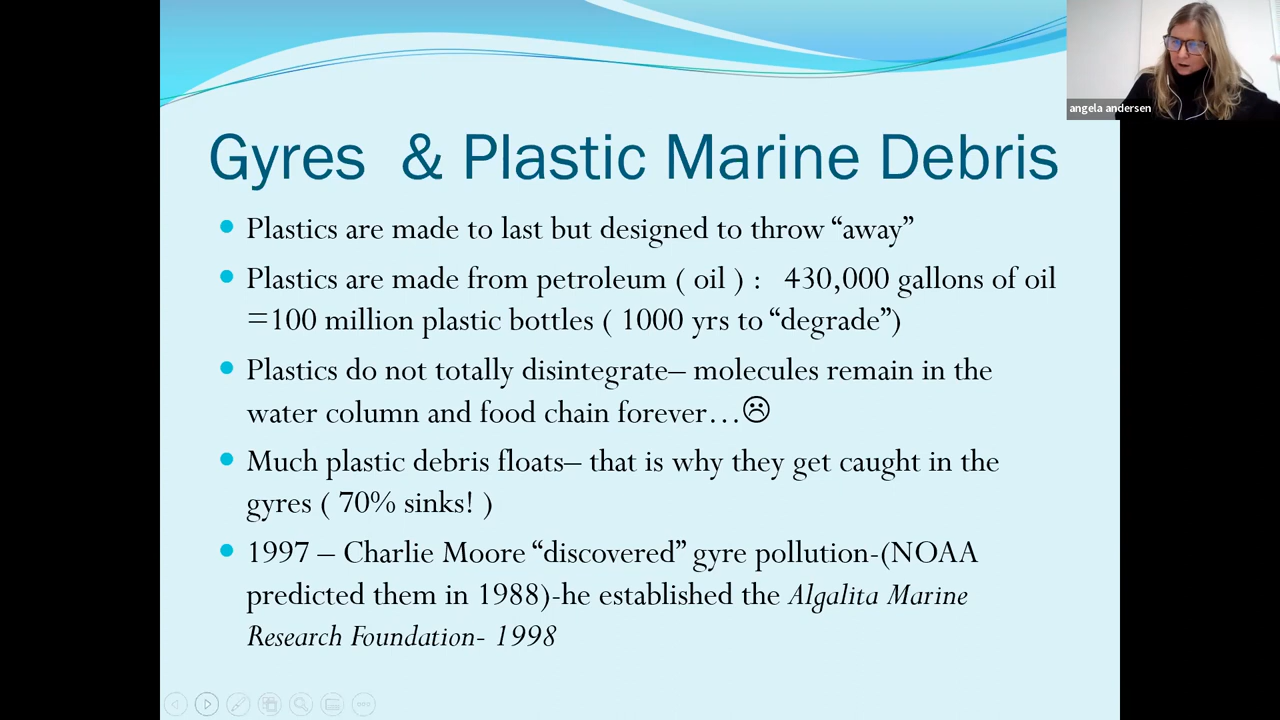 angela andersen
Gyres & Plastic Marine Debris
• Plastics are made to last but designed to throw “away”
• Plastics are made from petroleum ( oil ) : 430,000 gallons of oil
=100 million plastic bottles ( 1000 yrs to “degrade”)
• Plastics do not totally disintegrate– molecules remain in the
water column and food chain forever…☹
• Much plastic debris floats– that is why they get caught in the
gyres ( 70% sinks! )
• 1997 – Charlie Moore “discovered” gyre pollution-(NOAA
predicted them in 1988)-he established the Algalita Marine
Research Foundation- 1998